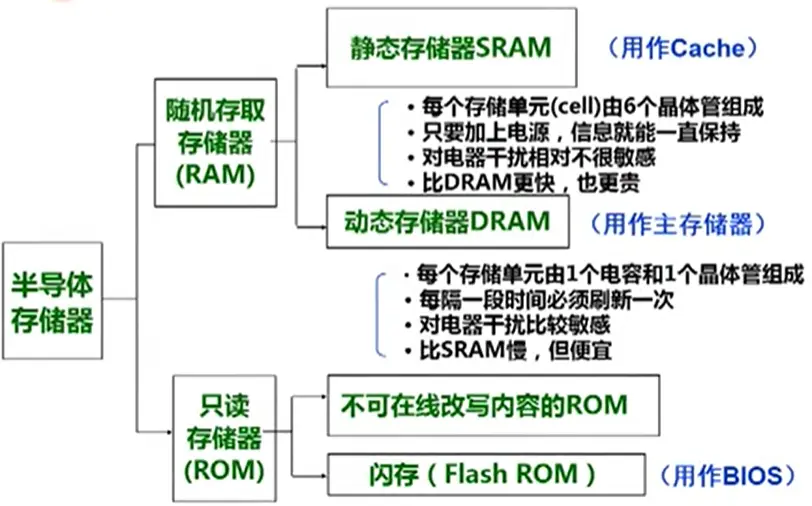 静态存储器SRAM
（用作Cache）
随机存取
存储器
(RAM)
• 每个存储单元(cell)由6个晶体管组成
• 只要加上电源，信息就能一直保持
• 对电器干扰相对不很敏感
• 比DRAM更快，也更贵
动态存储器DRAM
（用作主存储器）
半导体
存储器
• 每个存储单元由1个电容和1个晶体管组成
• 每隔一段时间必须刷新一次
• 对电器干扰比较敏感
• 比SRAM慢，但便宜
只读
存储器
(ROM)
不可在线改写内容的ROM
闪存（Flash ROM）
（用作BIOS）